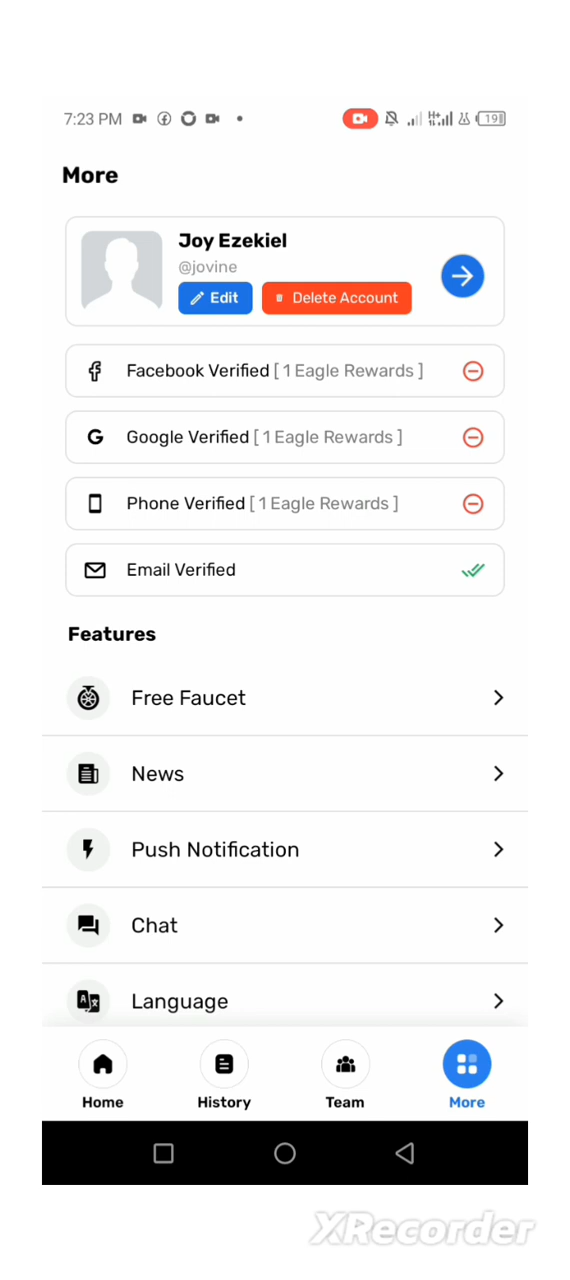 7:23 PM
19
More
Joy Ezekiel
@jovine
Edit
Delete Account
Facebook Verified [ 1 Eagle Rewards ]
G Google Verified [ 1 Eagle Rewards ]
Phone Verified [ 1 Eagle Rewards ]
Email Verified
Features
Free Faucet
News
Push Notification
Chat
Language
Home
History
Team
More
XRecorder